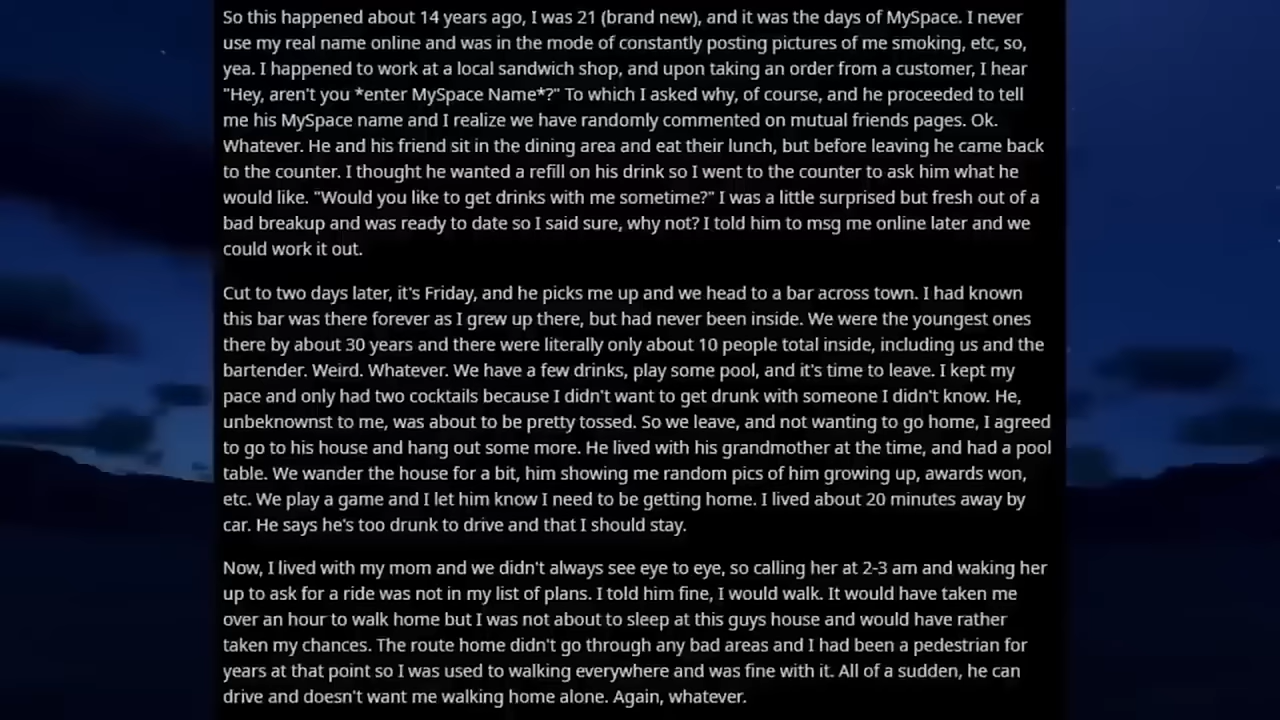 So this happened about 14 years ago, I was 21 (brand new), and it was the days of MySpace. I never
use my real name online and was in the mode of constantly posting pictures of me smoking, etc, so,
yea. I happened to work at a local sandwich shop, and upon taking an order from a customer, I hear
"Hey, aren't you *enter MySpace Name*?" To which I asked why, of course, and he proceeded to tell
me his MySpace name and I realize we have randomly commented on mutual friends pages. Ok.
Whatever. He and his friend sit in the dining area and eat their lunch, but before leaving he came back
to the counter. I thought he wanted a refill on his drink so I went to the counter to ask him what he
would like. "Would you like to get drinks with me sometime?" I was a little surprised but fresh out of a
bad breakup and was ready to date so I said sure, why not? I told him to msg me online later and we
could work it out.
Cut to two days later, it's Friday, and he picks me up and we head to a bar across town. I had known
this bar was there forever as I grew up there, but had never been inside. We were the youngest ones
there by about 30 years and there were literally only about 10 people total inside, including us and the
bartender. Weird. Whatever. We have a few drinks, play some pool, and it's time to leave. I kept my
pace and only had two cocktails because I didn't want to get drunk with someone I didn't know. He,
unbeknownst to me, was about to be pretty tossed. So we leave, and not wanting to go home, I agreed
to go to his house and hang out some more. He lived with his grandmother at the time, and had a pool
table. We wander the house for a bit, him showing me random pics of him growing up, awards won,
etc. We play a game and I let him know I need to be getting home. I lived about 20 minutes away by
car. He says he's too drunk to drive and that I should stay.
Now, I lived with my mom and we didn't always see eye to eye, so calling her at 2-3 am and waking her
up to ask for a ride was not in my list of plans. I told him fine, I would walk. It would have taken me
over an hour to walk home but I was not about to sleep at this guys house and would have rather
taken my chances. The route home didn't go through any bad areas and I had been a pedestrian for
years at that point so I was used to walking everywhere and was fine with it. All of a sudden, he can
drive and doesn't want me walking home alone. Again, whatever.